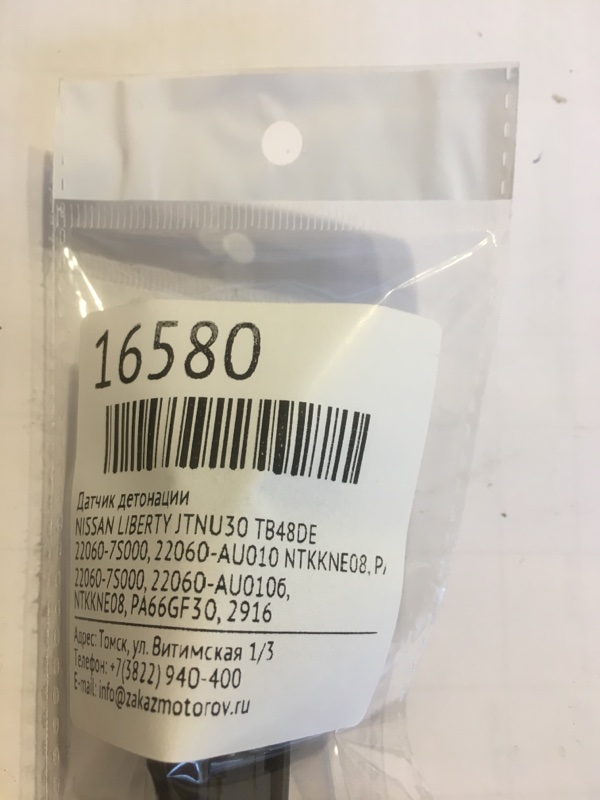 16580
Датчик детонации
NISSAN LIBERTY JTNU30 TB48DE
22060-7S000, 22060-AU010 NTKKNE08, PA
22060-7S000, 22060-AU010б,
NTKKNE08, PA66GF30, 2916
Адрес: Томск, ул. Витимская 1/3
Телефон: +7(3822) 940-400
E-mail: info@zakazmotorov.ru